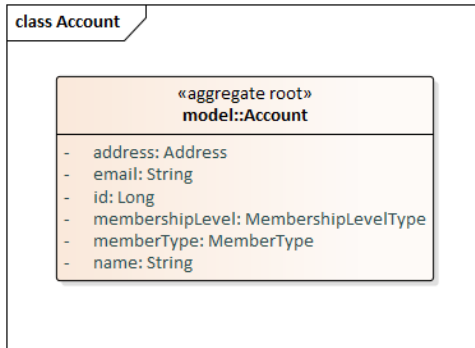 class Account
«aggregate root»
model::Account
- address: Address
- email: String
- id: Long
- membershipLevel: MembershipLevelType
- memberType: MemberType
- name: String